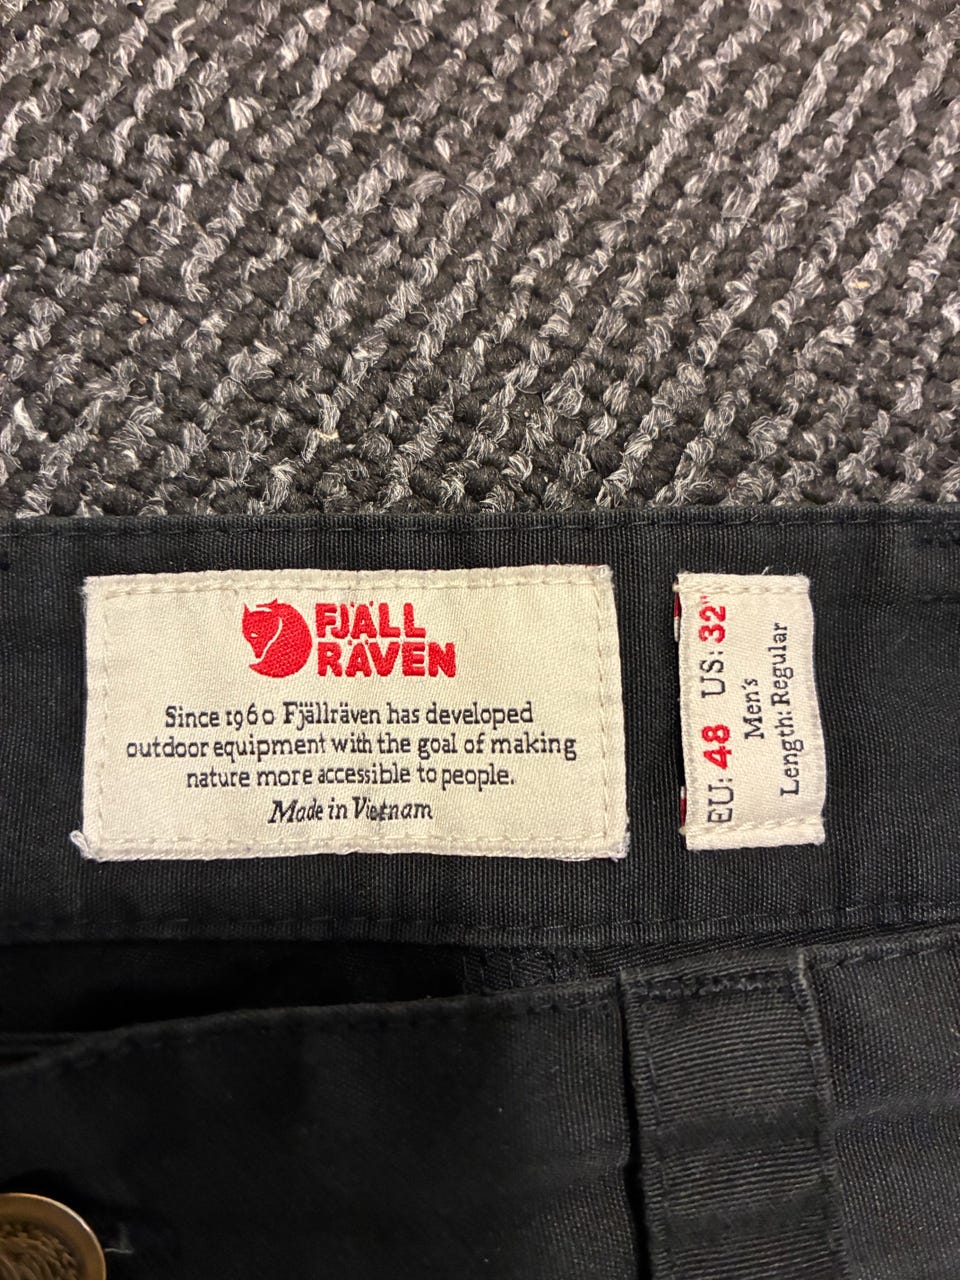 FJÄLL
RÄVEN
Since 1960 Fjällräven has developed
outdoor equipment with the goal of making
nature more accessible to people.
Made in Vietnam
EU: 48 US: 32"
Men's
Length: Regular